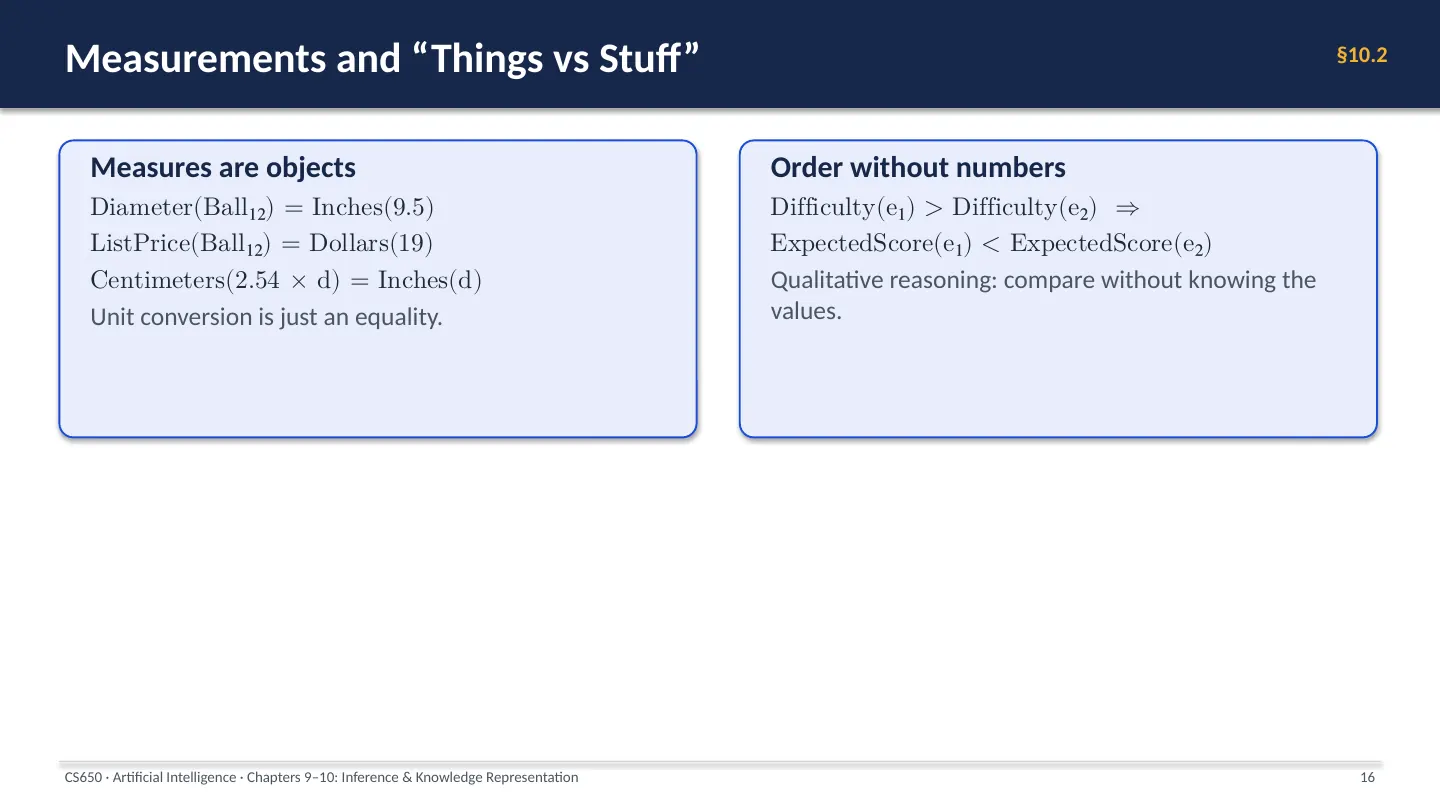 Measurements and “Things vs Stuff”
§10.2
Measures are objects
Diameter(Ball₁₂) = Inches(9.5)
ListPrice(Ball₁₂) = Dollars(19)
Centimeters(2.54 × d) = Inches(d)
Unit conversion is just an equality.
Order without numbers
Difficulty(e₁) > Difficulty(e₂) ⇒
ExpectedScore(e₁) < ExpectedScore(e₂)
Qualitative reasoning: compare without knowing the
values.
CS650 · Artificial Intelligence · Chapters 9–10: Inference & Knowledge Representation
16